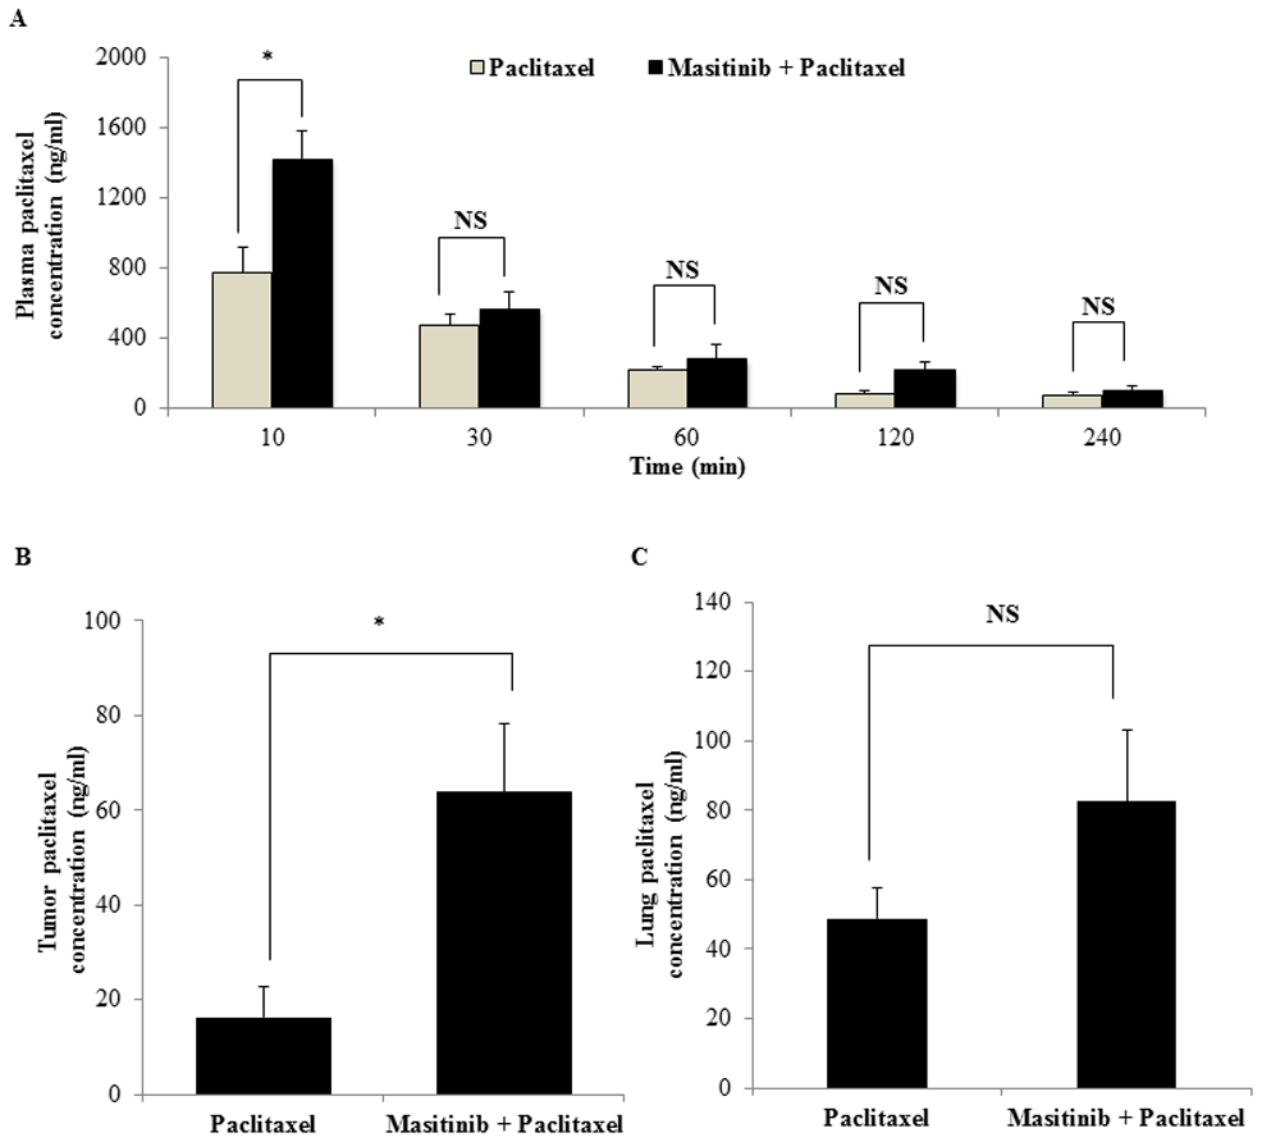 A
2000
1600
1200
800
400
0
Plasma paclitaxel
concentration (ng/ml)
Paclitaxel
Masitinib + Paclitaxel
*
NS
NS
NS
NS
10
30
60
120
240
Time (min)
B
100
80
60
40
20
0
Tumor paclitaxel
concentration (ng/ml)
*
Paclitaxel
Masitinib + Paclitaxel
C
140
120
100
80
60
40
20
0
Lung paclitaxel
concentration (ng/ml)
NS
Paclitaxel
Masitinib + Paclitaxel